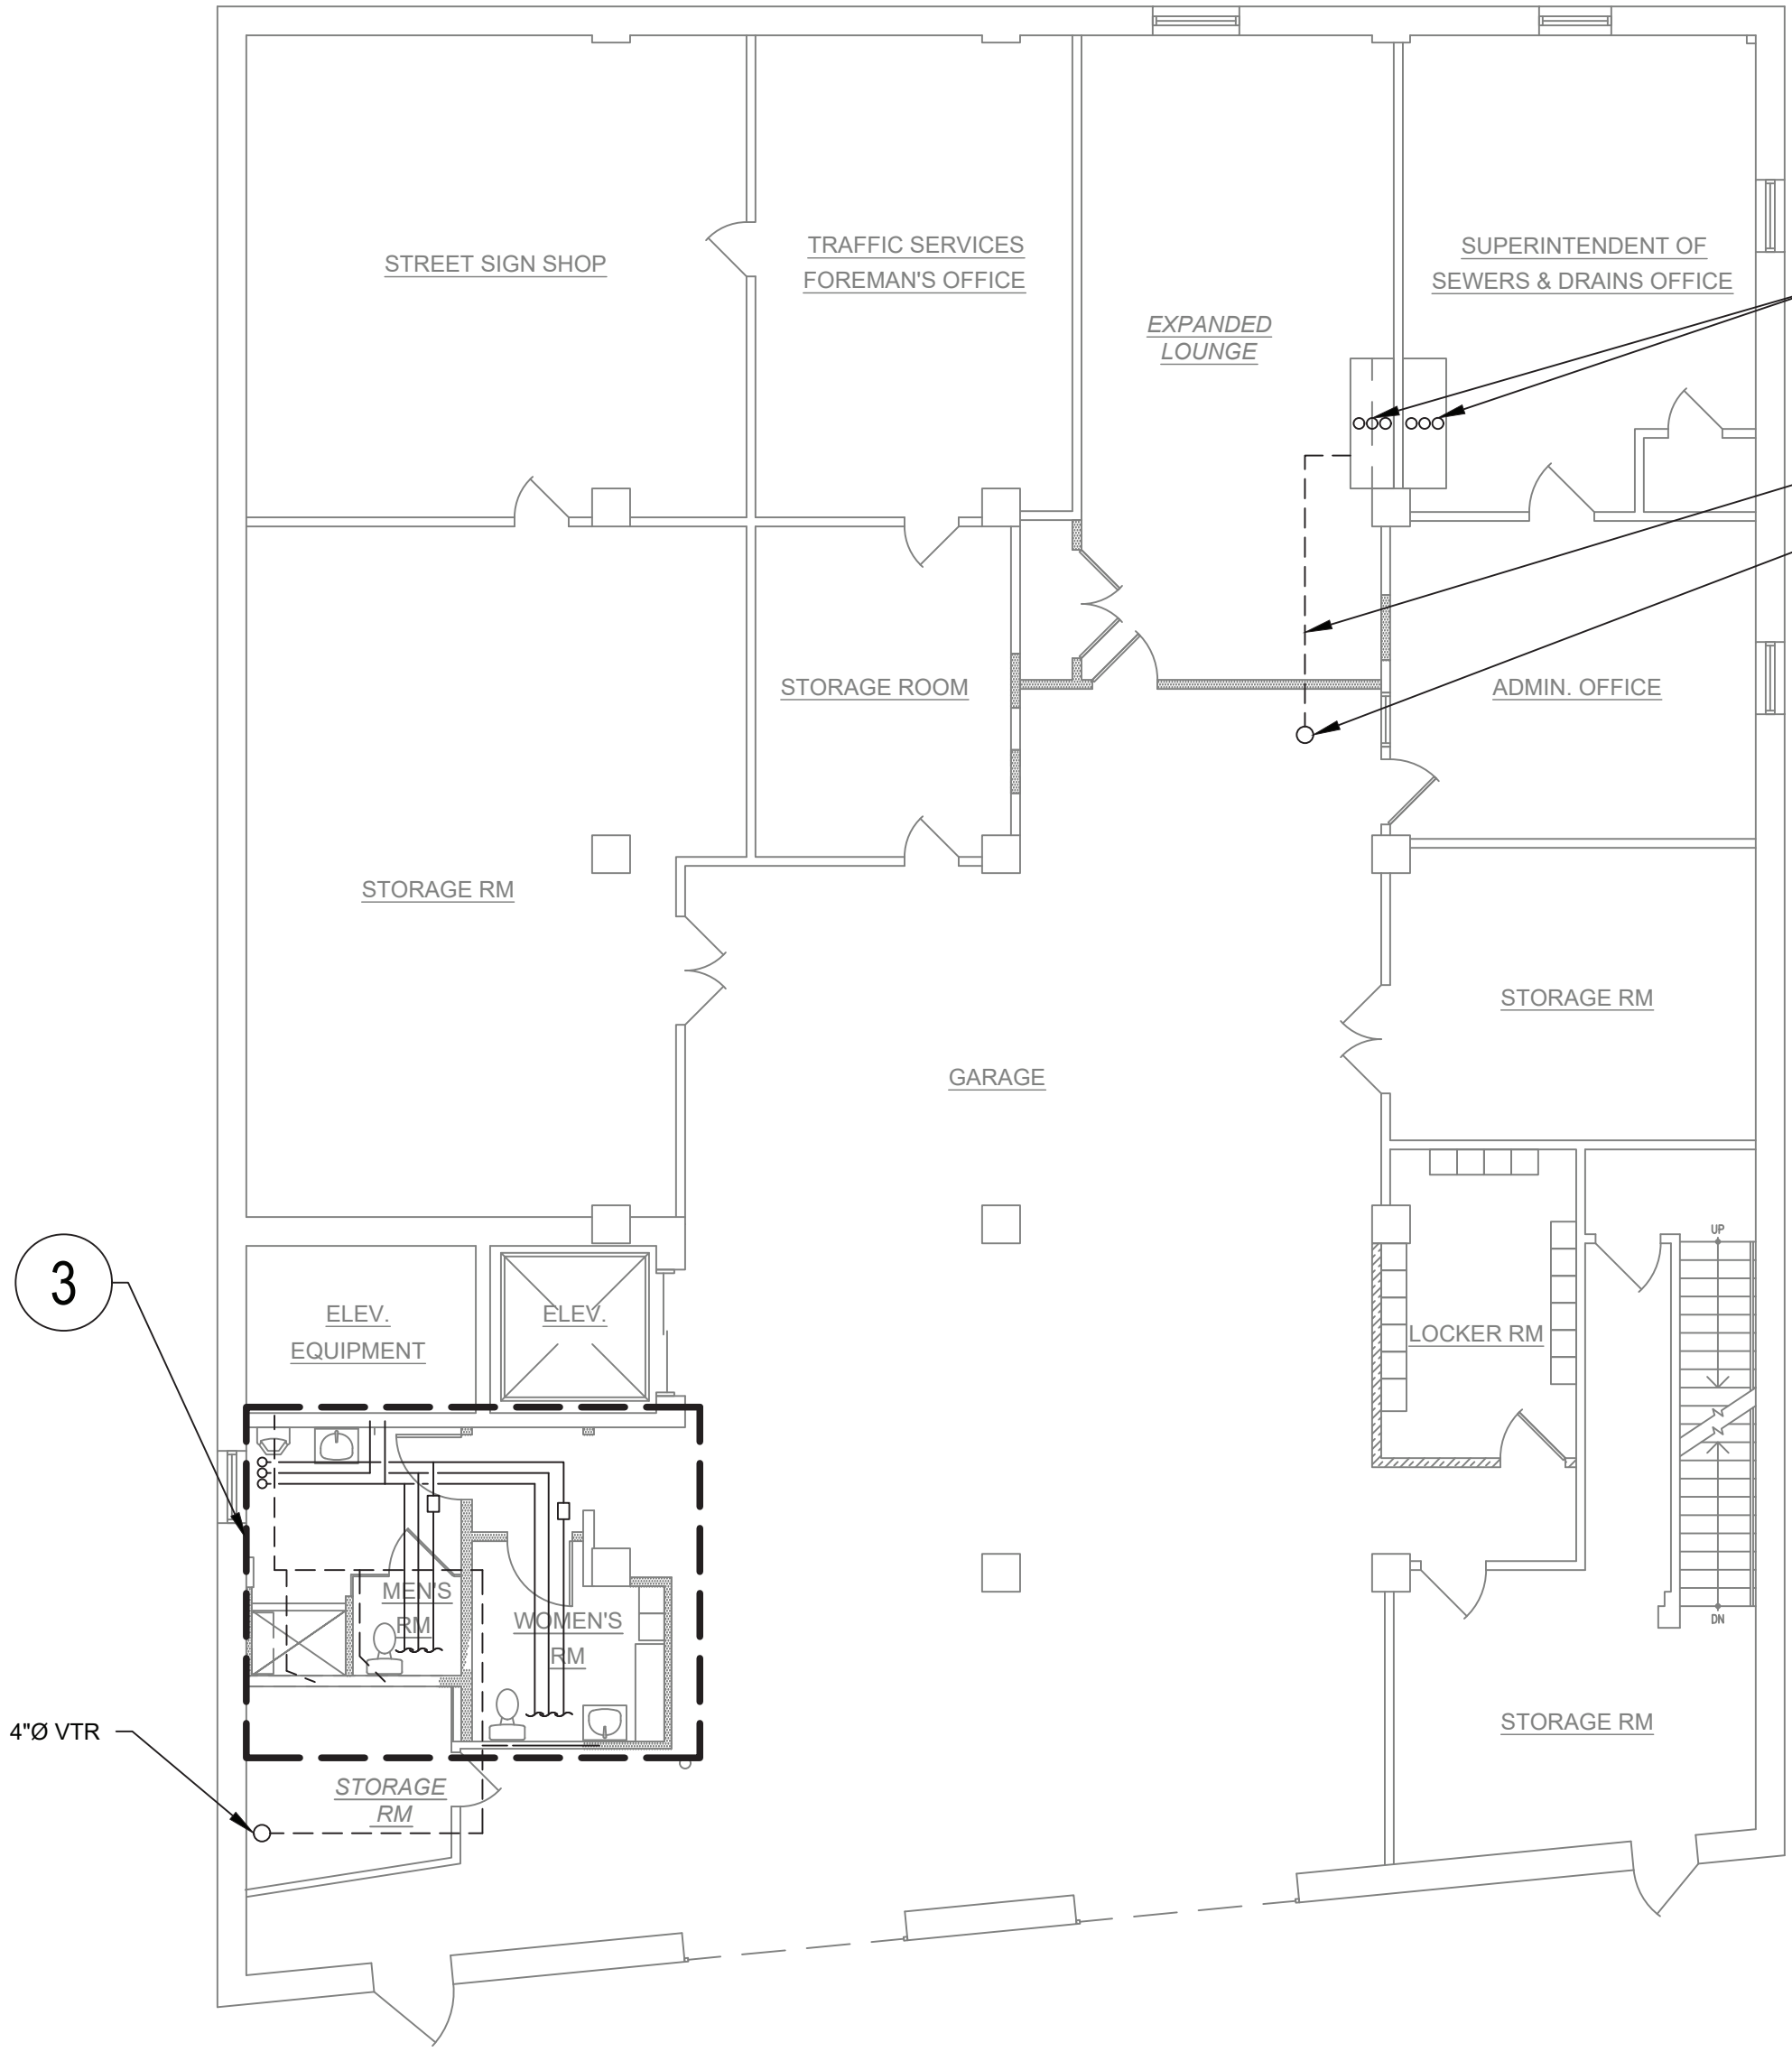 STREET SIGN SHOP
TRAFFIC SERVICES
FOREMAN'S OFFICE
EXPANDED
LOUNGE
SUPERINTENDENT OF
SEWERS & DRAINS OFFICE
STORAGE ROOM
ADMIN. OFFICE
STORAGE RM
STORAGE RM
GARAGE
UP
3
ELEV.
EQUIPMENT
ELEV.
LOCKER RM
MEN'S
RM
WOMEN'S
RM
DN
4"Ø VTR
STORAGE
RM
STORAGE RM